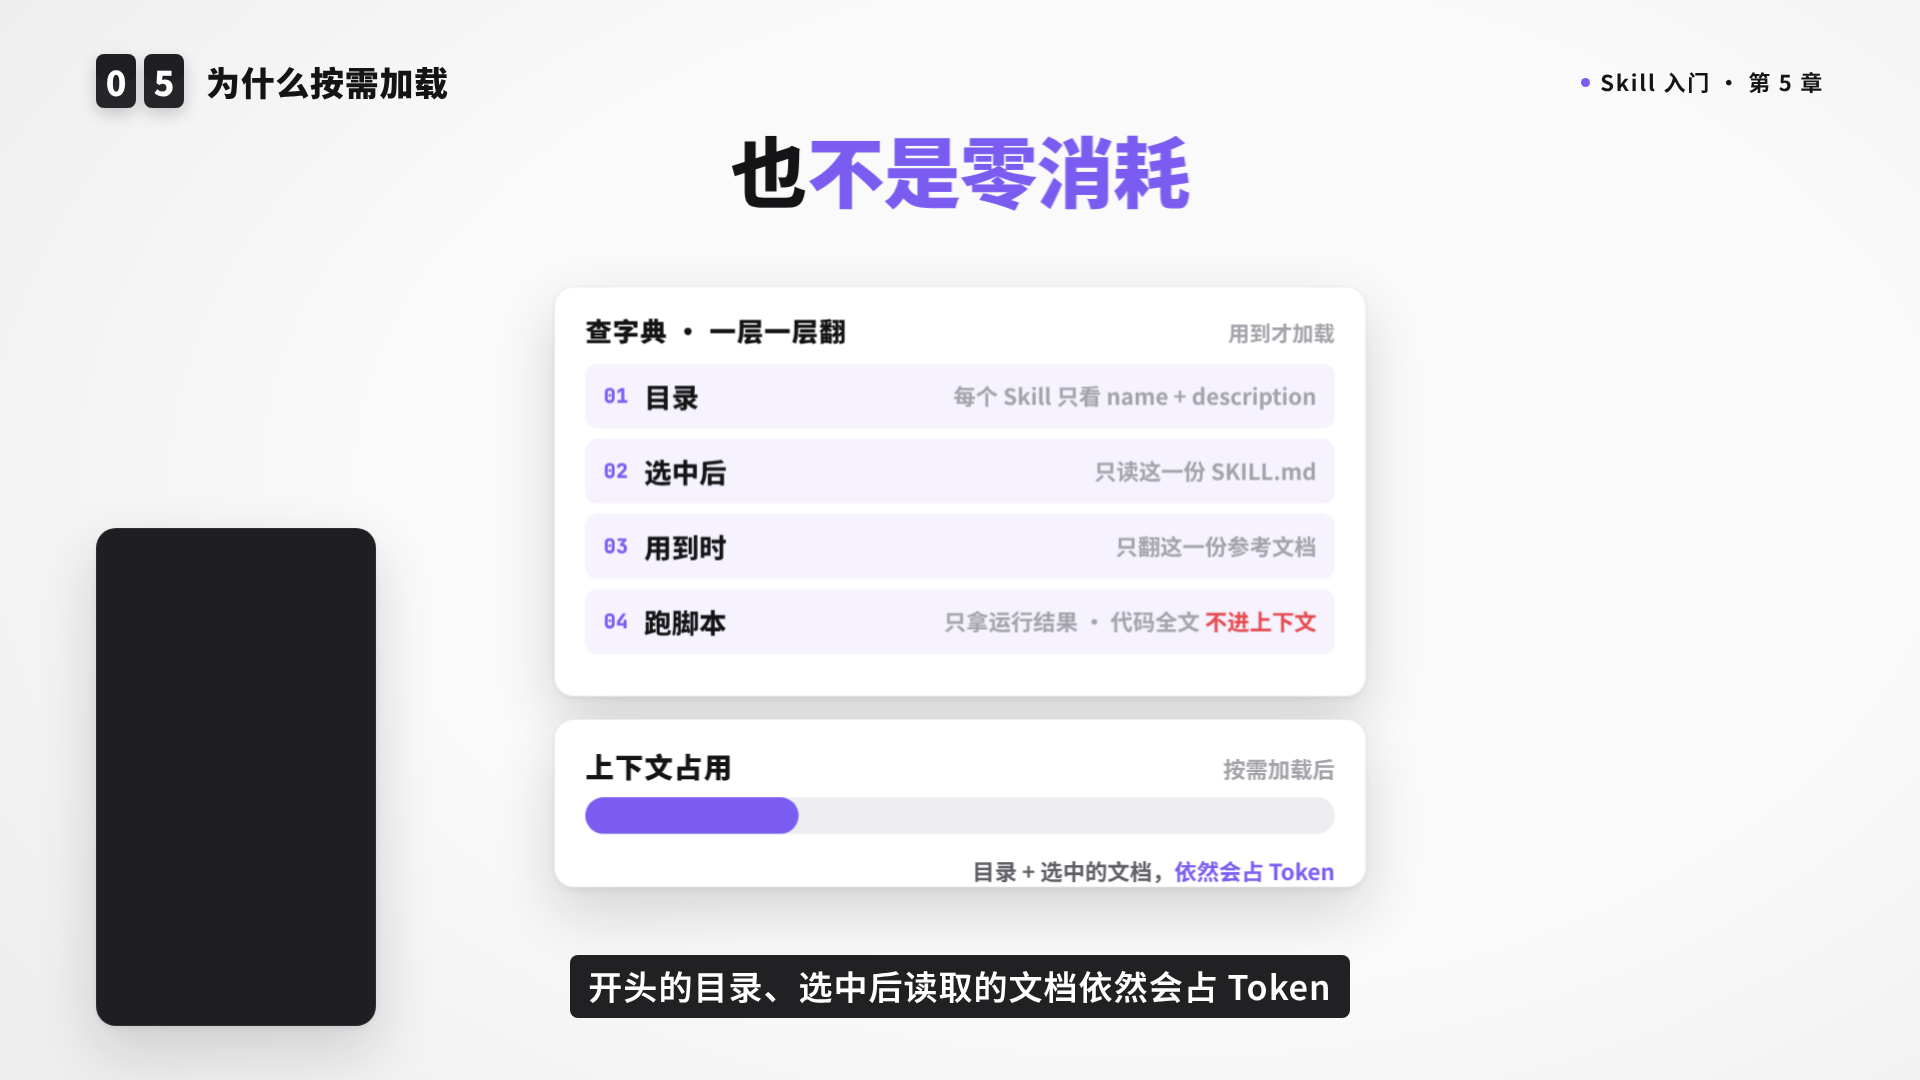 05 为什么按需加载
Skill 入门 · 第 5 章
也不是零消耗
查字典 · 一层一层翻
用到才加载
01 目录 每个 Skill 只看 name + description
02 选中后 只读这一份 SKILL.md
03 用到时 只翻这一份参考文档
04 跑脚本 只拿运行结果 · 代码全文 不进上下文
上下文占用
按需加载后
目录 + 选中的文档，依然会占 Token
开头的目录、选中后读取的文档依然会占 Token